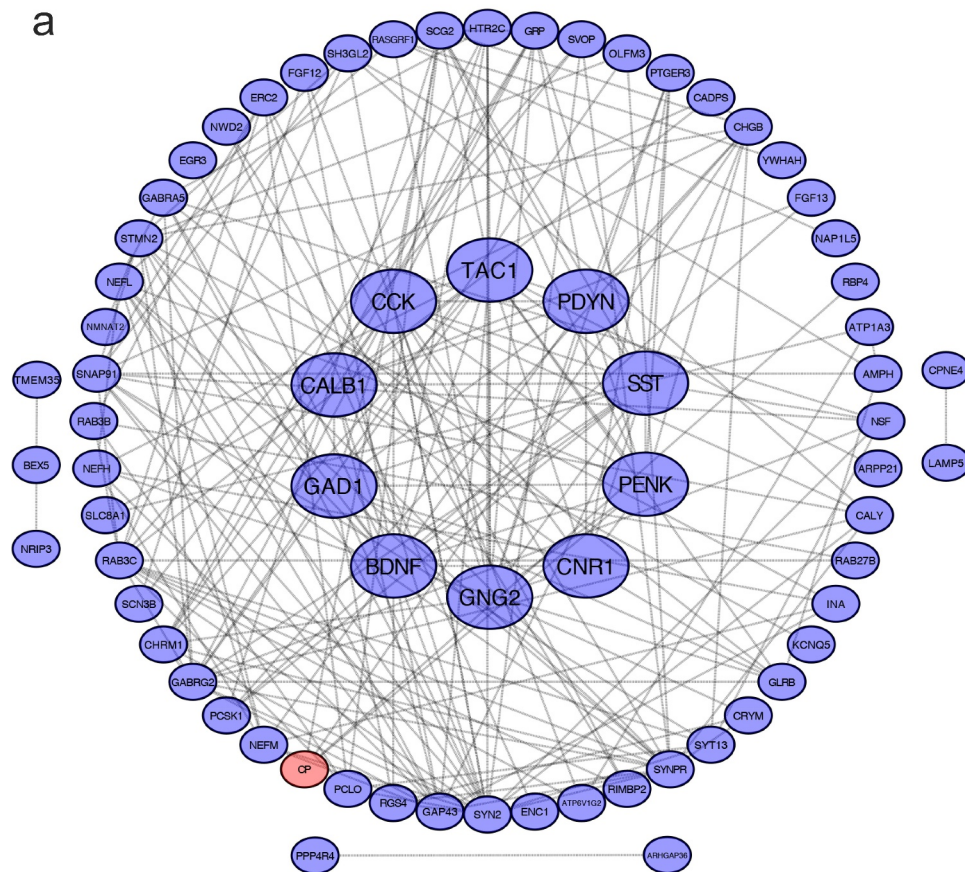 a
HTR2C
SCG2
GRP
RASGRF1
SVOP
SH3GL2
OLFM3
FGF12
PTGER3
ERC2
CADPS
NWD2
CHGB
EGR3
YWHAH
GABRA5
FGF13
STMN2
NAP1L5
NEFL
RBP4
NMNAT2
ATP1A3
SNAP91
AMPH
RAB3B
NSF
NEFH
ARPP21
SLC8A1
CALY
RAB3C
RAB27B
SCN3B
INA
CHRM1
KCNQ5
GABRG2
GLRB
PCSK1
CRYM
NEFM
SYT13
CP
SYNPR
PCLO
RIMBP2
RGS4
ATP6V1G2
GAP43
ENC1
SYN2
TAC1
CCK
PDYN
CALB1
SST
GAD1
PENK
BDNF
CNR1
GNG2
TMEM35
BEX5
NRIP3
CPNE4
LAMP5
PPP4R4
ARHGAP36